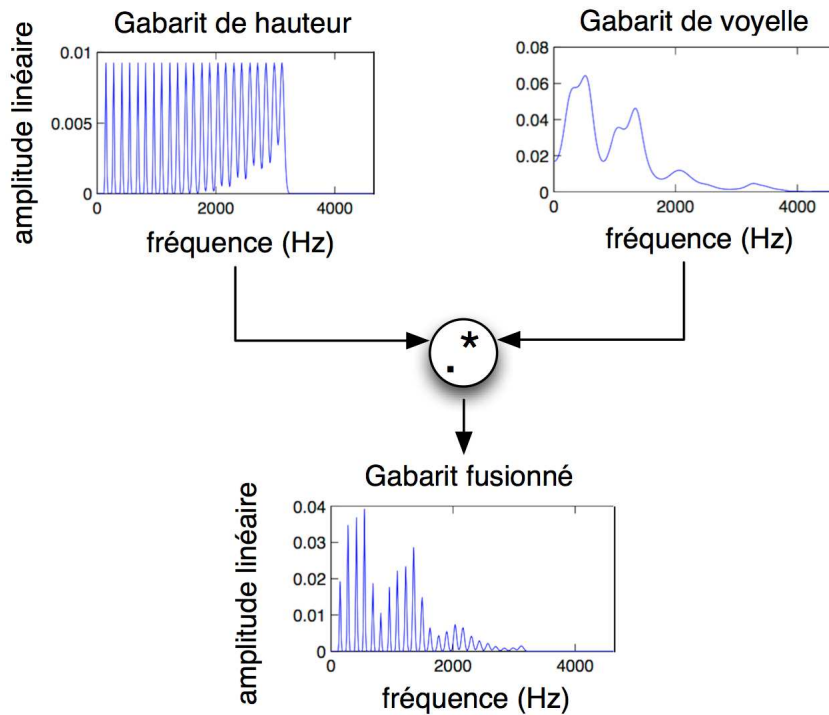 Gabarit de hauteur
amplitude linéaire
0.01
0.005
0
0 2000 4000
fréquence (Hz)
Gabarit de voyelle
0.08
0.06
0.04
0.02
0
0 2000 4000
fréquence (Hz)
.*
Gabarit fusionné
amplitude linéaire
0.04
0.03
0.02
0.01
0
0 2000 4000
fréquence (Hz)